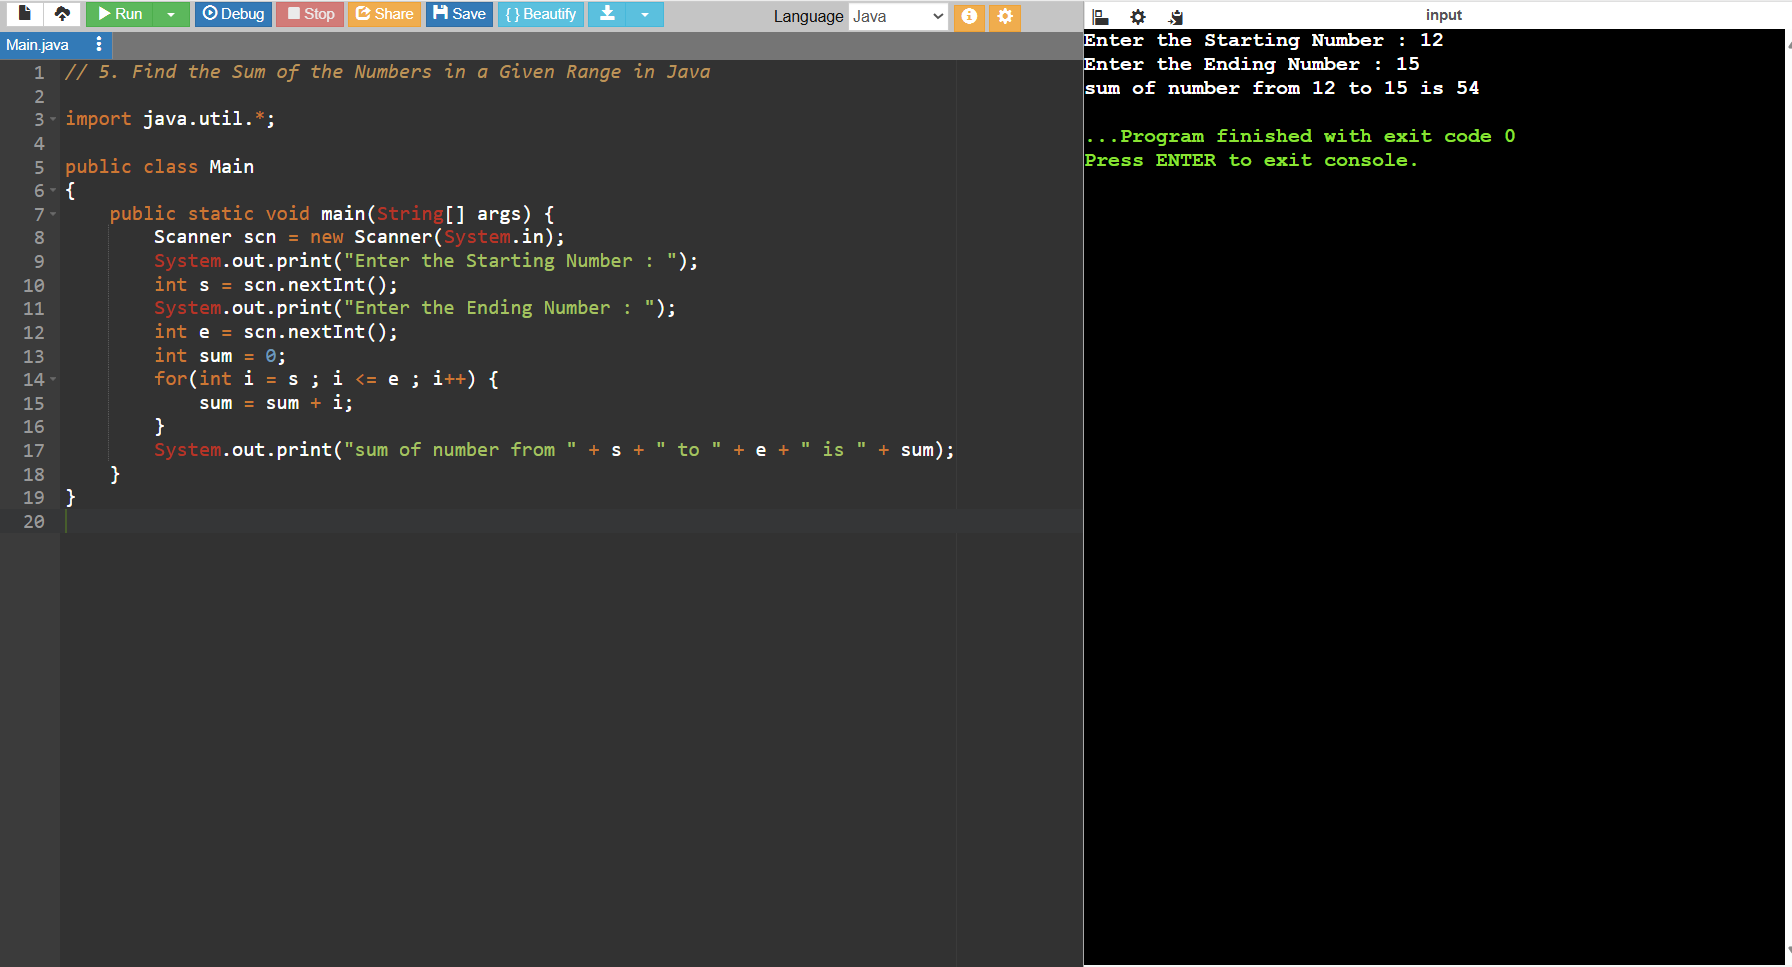 Run Debug Stop Share Save { } Beautify Language Java
Main.java
1 // 5. Find the Sum of the Numbers in a Given Range in Java
2
3 import java.util.*;
4
5 public class Main
6 {
7 public static void main(String[] args) {
8 Scanner scn = new Scanner(System.in);
9 System.out.print("Enter the Starting Number : ");
10 int s = scn.nextInt();
11 System.out.print("Enter the Ending Number : ");
12 int e = scn.nextInt();
13 int sum = 0;
14 for(int i = s ; i <= e ; i++) {
15 sum = sum + i;
16 }
17 System.out.print("sum of number from " + s + " to " + e + " is " + sum);
18 }
19 }
20
input
Enter the Starting Number : 12
Enter the Ending Number : 15
sum of number from 12 to 15 is 54
...Program finished with exit code 0
Press ENTER to exit console.